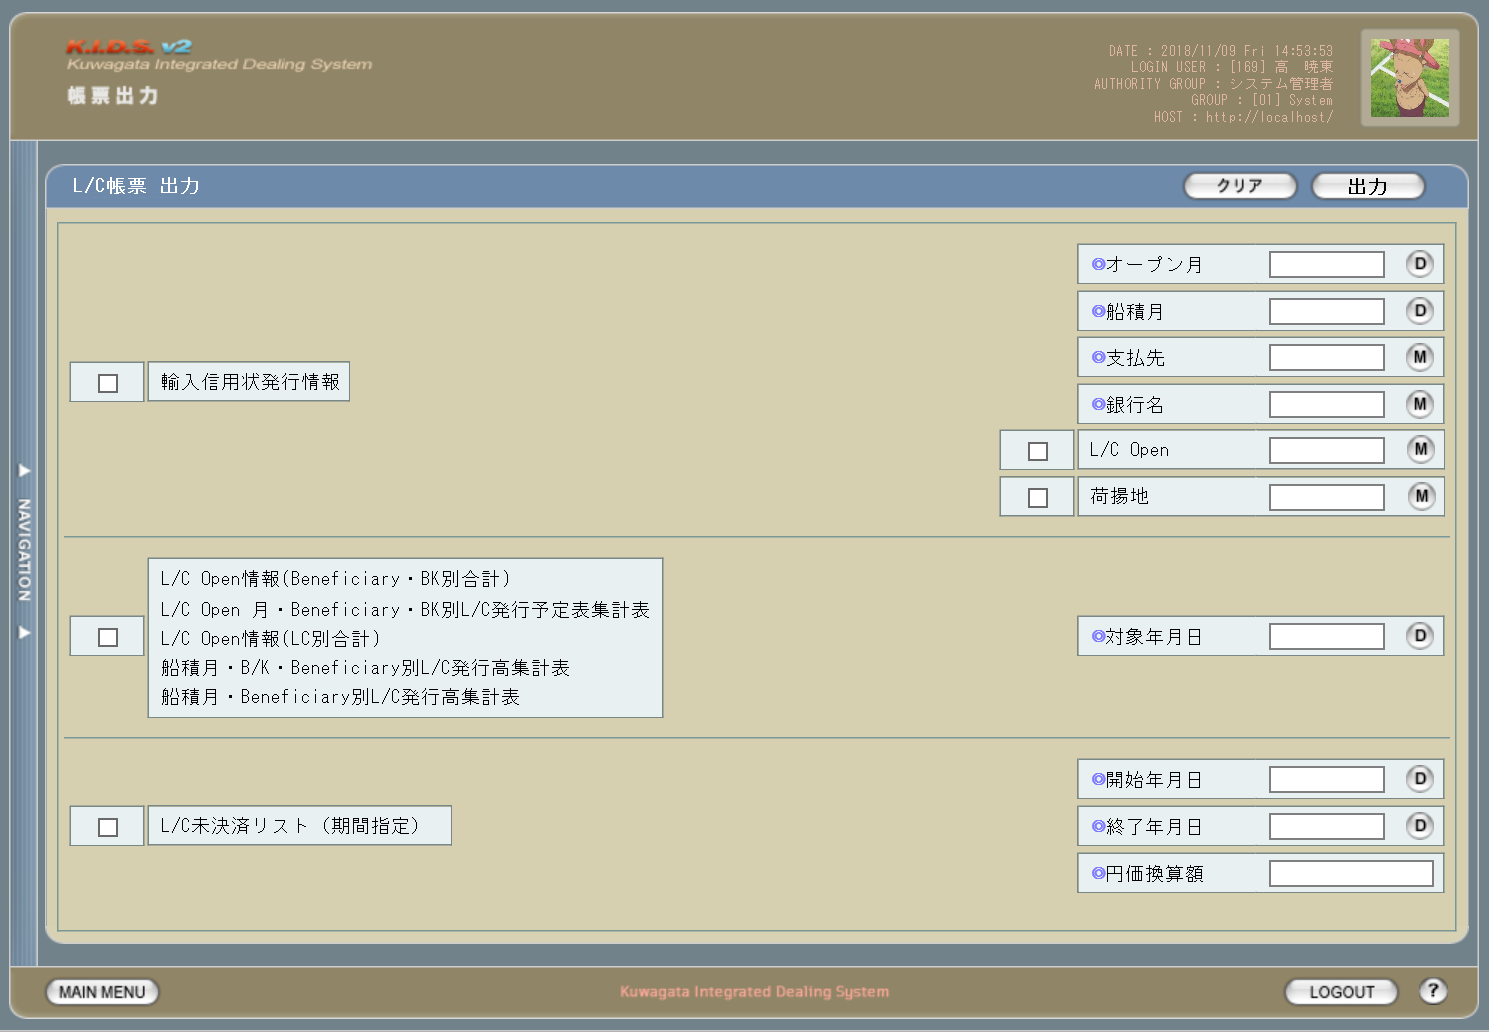 K.I.D.S. v2
Kuwagata Integrated Dealing System
帳票出力
DATE : 2018/11/09 Fri 14:53:53
LOGIN USER : [169] 高　暁東
AUTHORITY GROUP : システム管理者
GROUP : [01] System
HOST : http://localhost/
L/C帳票 出力
クリア
出力
◎オープン月
D
◎船積月
D
◎支払先
M
◎銀行名
M
輸入信用状発行情報
L/C Open
M
荷揚地
M
L/C Open情報(Beneficiary・BK別合計)
L/C Open 月・Beneficiary・BK別L/C発行予定表集計表
L/C Open情報(LC別合計)
船積月・B/K・Beneficiary別L/C発行高集計表
船積月・Beneficiary別L/C発行高集計表
◎対象年月日
D
L/C未決済リスト（期間指定）
◎開始年月日
D
◎終了年月日
D
◎円価換算額
NAVIGATION
MAIN MENU
Kuwagata Integrated Dealing System
LOGOUT
?